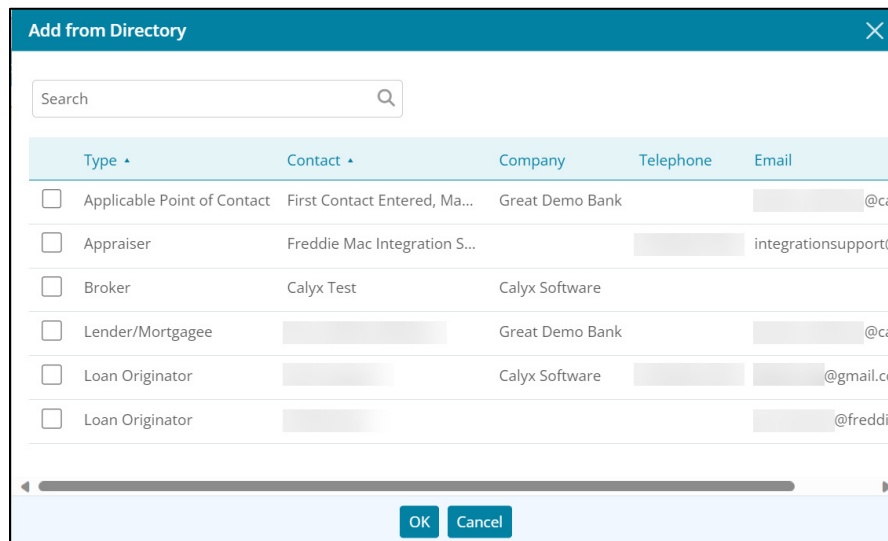 Add from Directory
Search
Type Contact Company Telephone Email
Applicable Point of Contact First Contact Entered, Ma... Great Demo Bank @ca
Appraiser Freddie Mac Integration S... integrationsupport@
Broker Calyx Test Calyx Software
Lender/Mortgagee Great Demo Bank @ca
Loan Originator Calyx Software @gmail.co
Loan Originator @freddi
OK Cancel